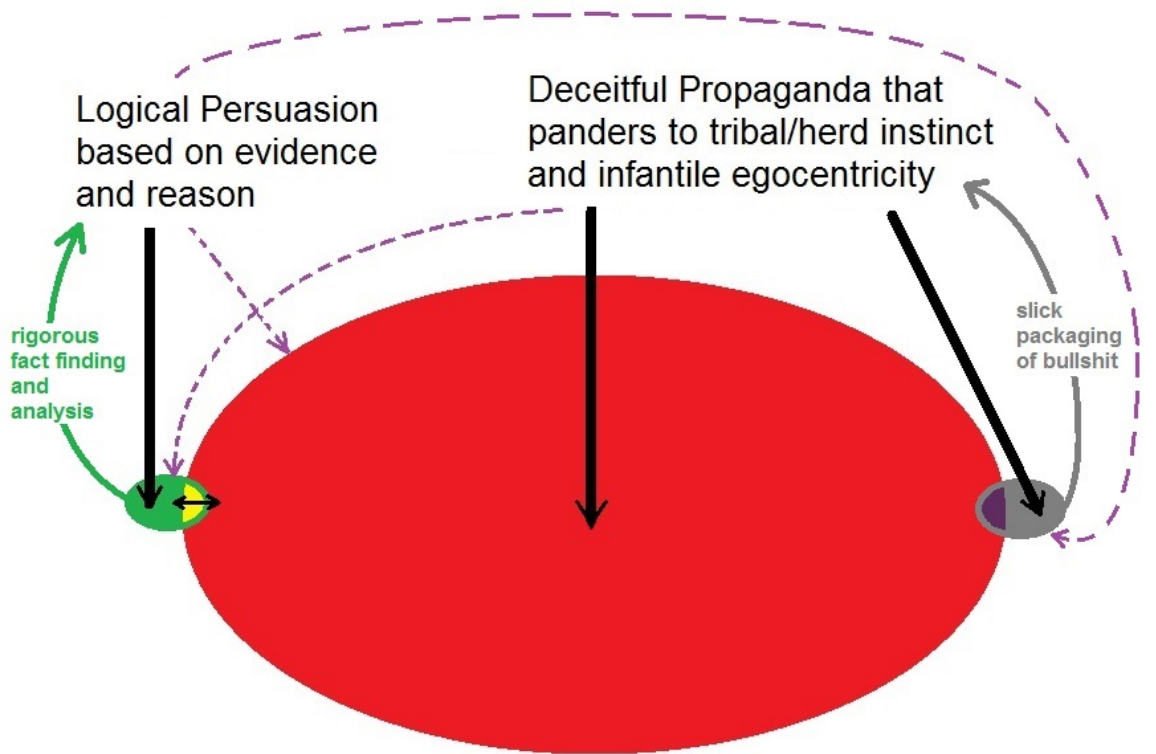 Logical Persuasion
based on evidence
and reason
Deceitful Propaganda that
panders to tribal/herd instinct
and infantile egocentricity
rigorous
fact finding
and
analysis
slick
packaging
of bullshit